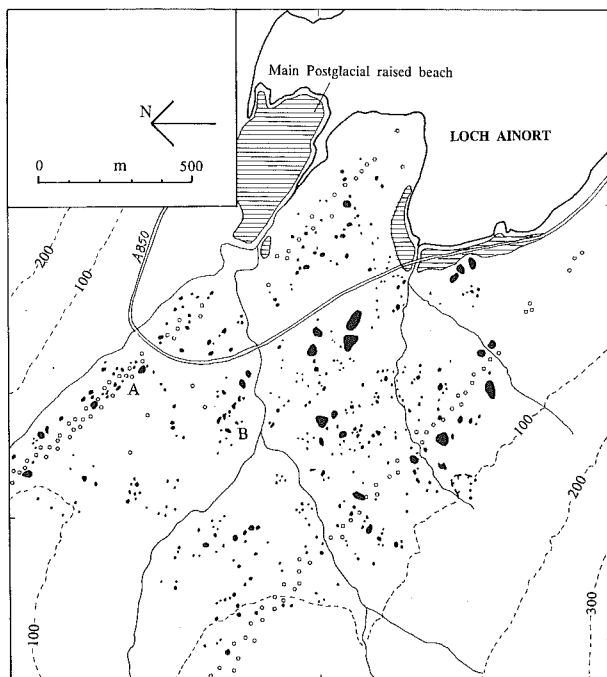 Main Postglacial raised beach
N
LOCH AINORT
0 m 500
200
100
A850
A
B
100
200
300
100